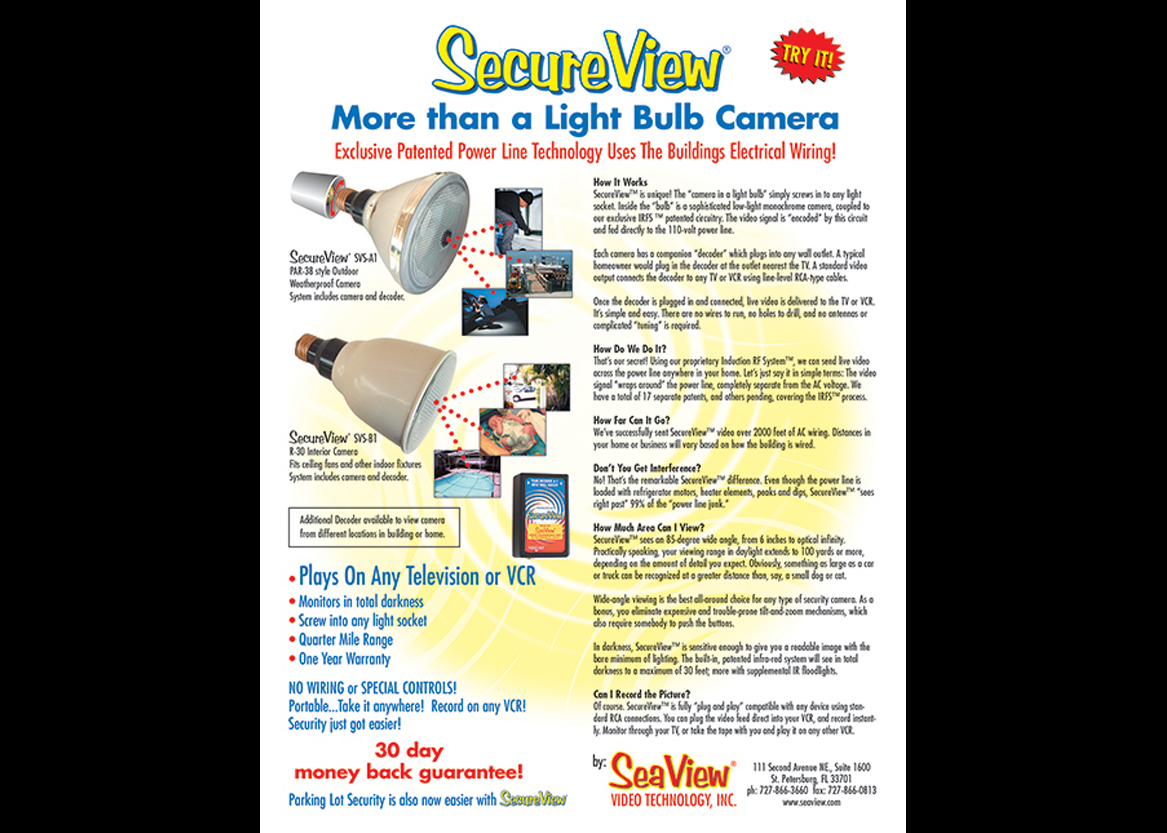 SecureView®
TRY IT!
More than a Light Bulb Camera
Exclusive Patented Power Line Technology Uses The Buildings Electrical Wiring!
SecureView® SVS-A1
PAR-38 style Outdoor
Weatherproof Camera
System includes camera and decoder.
SecureView® SVS-B1
R-30 Interior Camera
Fits ceiling fans and other indoor fixtures
System includes camera and decoder.
Additional Decoder available to view camera
from different locations in building or home.
SecureView
SeaView
• Plays On Any Television or VCR
• Monitors in total darkness
• Screw into any light socket
• Quarter Mile Range
• One Year Warranty
NO WIRING or SPECIAL CONTROLS!
Portable...Take it anywhere! Record on any VCR!
Security just got easier!
30 day
money back guarantee!
Parking Lot Security is also now easier with SecureView
How It Works
SecureView™ is unique! The "camera in a light bulb" simply screws in to any light
socket. Inside the "bulb" is a sophisticated low-light monochrome camera, coupled to
our exclusive IRFS ™ patented circuitry. The video signal is "encoded" by this circuit
and fed directly to the 110-volt power line.
Each camera has a companion "decoder" which plugs into any wall outlet. A typical
homeowner would plug in the decoder at the outlet nearest the TV. A standard video
output connects the decoder to any TV or VCR using line-level RCA-type cables.
Once the decoder is plugged in and connected, live video is delivered to the TV or VCR.
It's simple and easy. There are no wires to run, no holes to drill, and no antennas or
complicated "tuning" is required.
How Do We Do It?
That's our secret! Using our proprietary Induction RF System™, we can send live video
across the power line anywhere in your home. Let's just say it in simple terms: The video
signal "wraps around" the power line, completely separate from the AC voltage. We
have a total of 17 separate patents, and others pending, covering the IRFS™ process.
How Far Can It Go?
We've successfully sent SecureView™ video over 2000 feet of AC wiring. Distances in
your home or business will vary based on how the building is wired.
Don't You Get Interference?
No! That's the remarkable SecureView™ difference. Even though the power line is
loaded with refrigerator motors, heater elements, peaks and dips, SecureView™ "sees
right past" 99% of the "power line junk."
How Much Area Can I View?
SecureView™ sees an 85-degree wide angle, from 6 inches to optical infinity.
Practically speaking, your viewing range in daylight extends to 100 yards or more,
depending on the amount of detail you expect. Obviously, something as large as a car
or truck can be recognized at a greater distance than, say, a small dog or cat.
Wide-angle viewing is the best all-around choice for any type of security camera. As a
bonus, you eliminate expensive and trouble-prone tilt-and-zoom mechanisms, which
also require somebody to push the buttons.
In darkness, SecureView™ is sensitive enough to give you a readable image with the
bare minimum of lighting. The built-in, patented infra-red system will see in total
darkness to a maximum of 30 feet; more with supplemental IR floodlights.
Can I Record the Picture?
Of course. SecureView™ is fully "plug and play" compatible with any device using stan-
dard RCA connections. You can plug the video feed direct into your VCR, and record instant-
ly. Monitor through your TV, or take the tape with you and play it on any other VCR.
by: SeaView®
VIDEO TECHNOLOGY, INC.
111 Second Avenue NE., Suite 1600
St. Petersburg, FL 33701
ph: 727-866-3660 fax: 727-866-0813
www.seaview.com